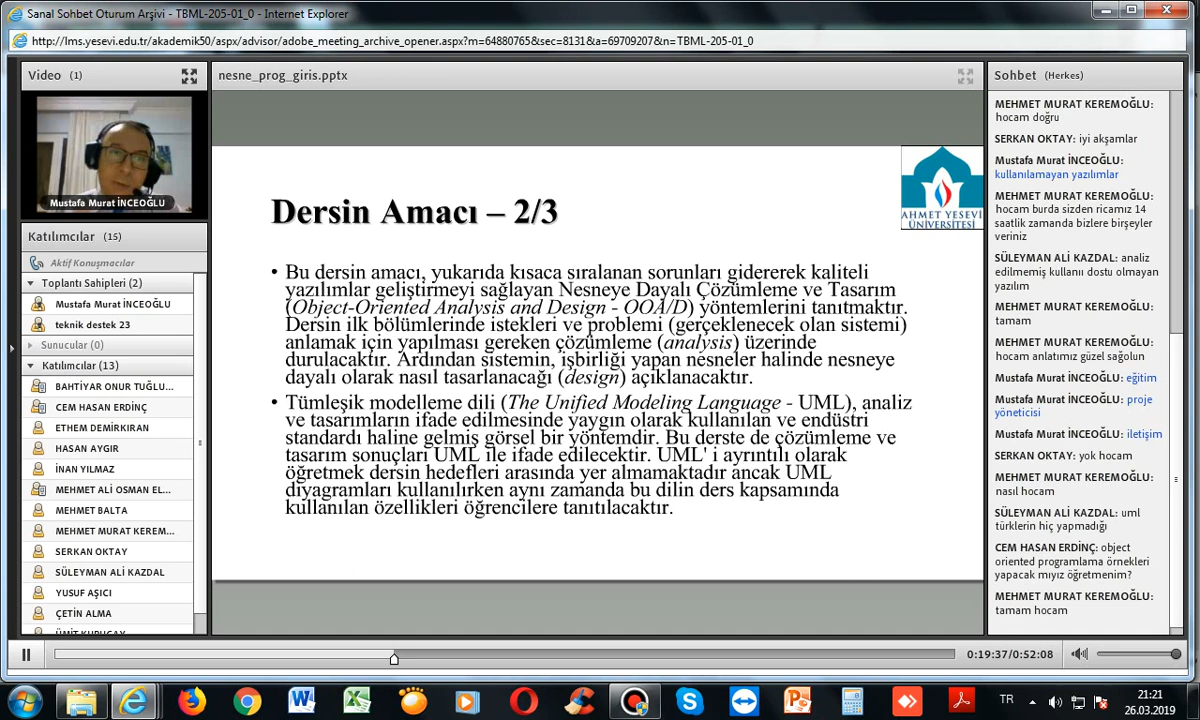 Sanal Sohbet Oturum Arşivi - TBML-205-01_0 - Internet Explorer
http://lms.yesevi.edu.tr/akademik50/aspx/advisor/adobe_meeting_archive_opener.aspx?m=64880765&sec=8131&a=69709207&n=TBML-205-01_0
Video (1)
Mustafa Murat İNCEOĞLU
Katılımcılar (15)
Aktif Konuşmacılar
Toplantı Sahipleri (2)
Mustafa Murat İNCEOĞLU
teknik destek 23
Sunucular (0)
Katılımcılar (13)
BAHTİYAR ONUR TUĞLU...
CEM HASAN ERDİNÇ
ETHEM DEMİRKIRAN
HASAN AYGIR
İNAN YILMAZ
MEHMET ALİ OSMAN EL...
MEHMET BALTA
MEHMET MURAT KEREM...
SERKAN OKTAY
SÜLEYMAN ALİ KAZDAL
YUSUF AŞICI
ÇETİN ALMA
nesne_prog_giris.pptx
AHMET YESEVİ
ÜNİVERSİTESİ
Dersin Amacı – 2/3
• Bu dersin amacı, yukarıda kısaca sıralanan sorunları gidererek kaliteli
yazılımlar geliştirmeyi sağlayan Nesneye Dayalı Çözümleme ve Tasarım
(Object-Oriented Analysis and Design - OOA/D) yöntemlerini tanıtmaktır.
Dersin ilk bölümlerinde istekleri ve problemi (gerçeklenecek olan sistemi)
anlamak için yapılması gereken çözümleme (analysis) üzerinde
durulacaktır. Ardından sistemin, işbirliği yapan nesneler halinde nesneye
dayalı olarak nasıl tasarlanacağı (design) açıklanacaktır.
• Tümleşik modelleme dili (The Unified Modeling Language - UML), analiz
ve tasarımların ifade edilmesinde yaygın olarak kullanılan ve endüstri
standardı haline gelmiş görsel bir yöntemdir. Bu derste de çözümleme ve
tasarım sonuçları UML ile ifade edilecektir. UML' i ayrıntılı olarak
öğretmek dersin hedefleri arasında yer almamaktadır ancak UML
diyagramları kullanılırken aynı zamanda bu dilin ders kapsamında
kullanılan özellikleri öğrencilere tanıtılacaktır.
Sohbet (Herkes)
MEHMET MURAT KEREMOĞLU:
hocam doğru
SERKAN OKTAY: iyi akşamlar
Mustafa Murat İNCEOĞLU:
kullanılamayan yazılımlar
MEHMET MURAT KEREMOĞLU:
hocam burda sizden ricamız 14
saatlik zamanda bizlere birşeyler
veriniz
SÜLEYMAN ALİ KAZDAL: analiz
edilmemiş kullanı dostu olmayan
yazılım
MEHMET MURAT KEREMOĞLU:
tamam
MEHMET MURAT KEREMOĞLU:
hocam anlatımız güzel sağolun
Mustafa Murat İNCEOĞLU: eğitim
Mustafa Murat İNCEOĞLU: proje
yöneticisi
Mustafa Murat İNCEOĞLU: iletişim
SERKAN OKTAY: yok hocam
MEHMET MURAT KEREMOĞLU:
nasıl hocam
SÜLEYMAN ALİ KAZDAL: uml
türklerin hiç yapmadığı
CEM HASAN ERDİNÇ: object
oriented programlama örnekleri
yapacak mıyız öğretmenim?
MEHMET MURAT KEREMOĞLU:
tamam hocam
0:19:37/0:52:08
TR
21:21
26.03.2019